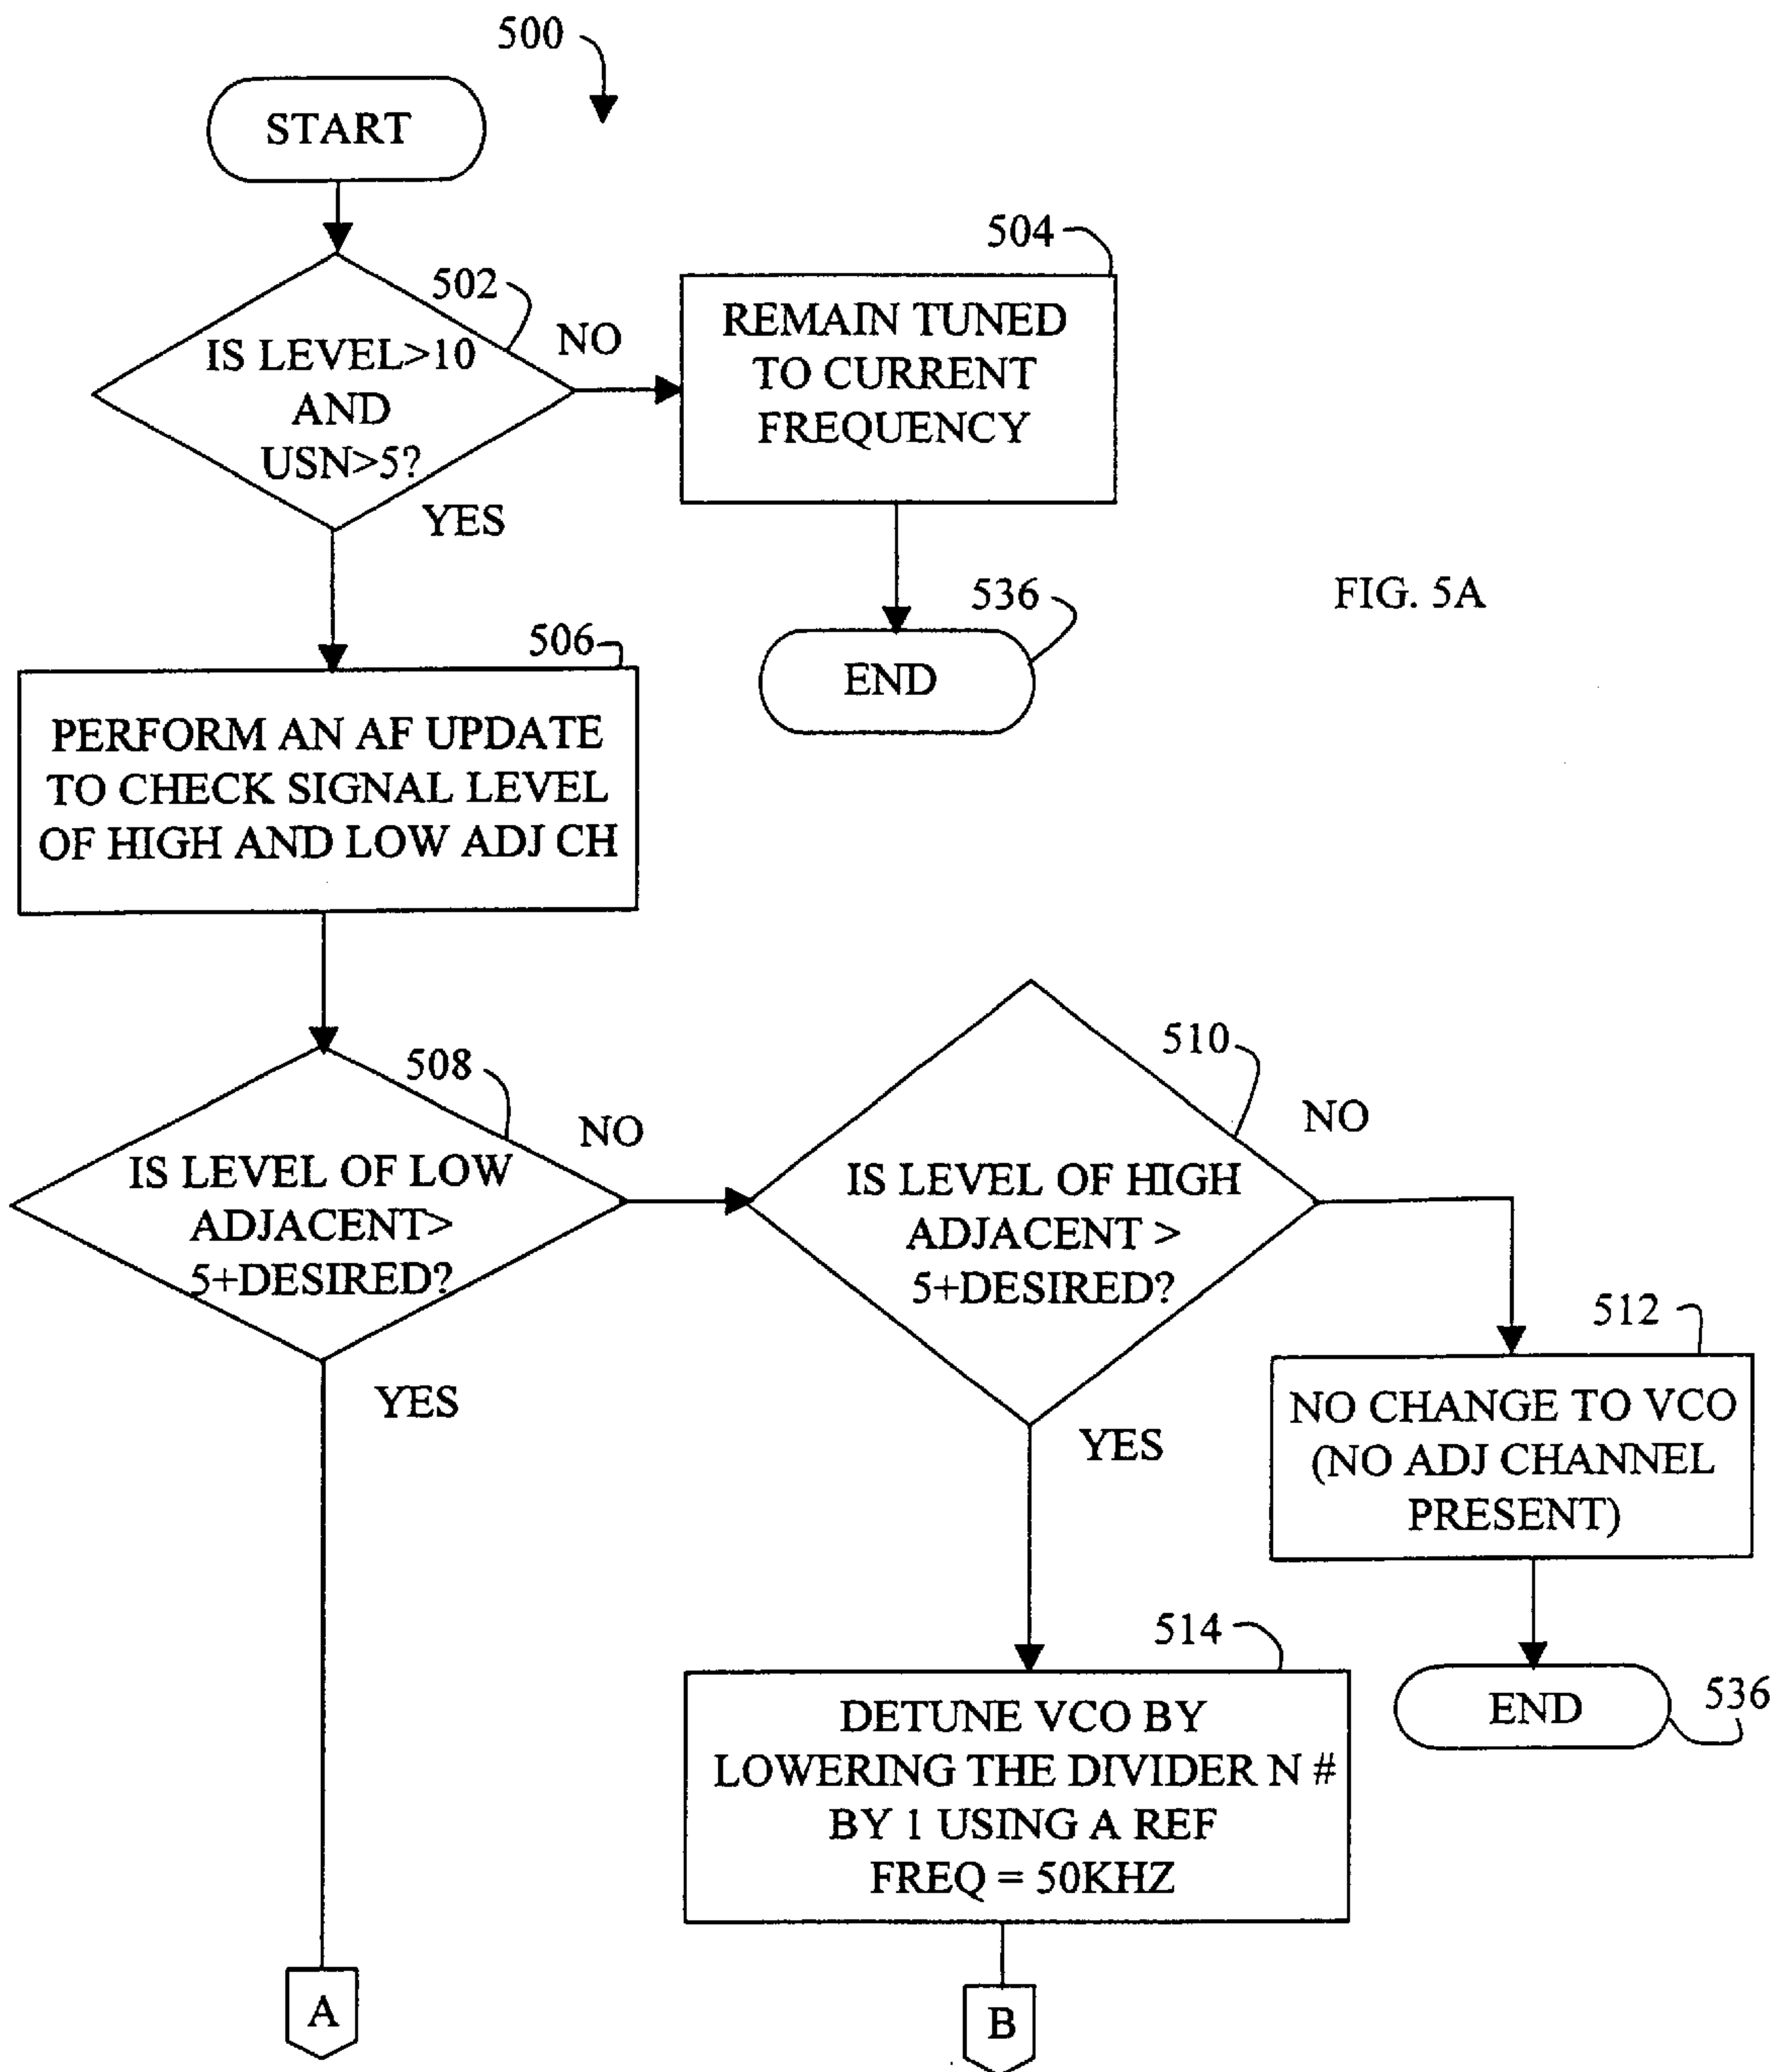 500
START
502
IS LEVEL>10
AND
USN>5?
NO
YES
504
REMAIN TUNED
TO CURRENT
FREQUENCY
536
END
FIG. 5A
506
PERFORM AN AF UPDATE
TO CHECK SIGNAL LEVEL
OF HIGH AND LOW ADJ CH
508
IS LEVEL OF LOW
ADJACENT>
5+DESIRED?
NO
YES
510
IS LEVEL OF HIGH
ADJACENT >
5+DESIRED?
NO
YES
512
NO CHANGE TO VCO
(NO ADJ CHANNEL
PRESENT)
END
536
514
DETUNE VCO BY
LOWERING THE DIVIDER N #
BY 1 USING A REF
FREQ = 50KHZ
A
B